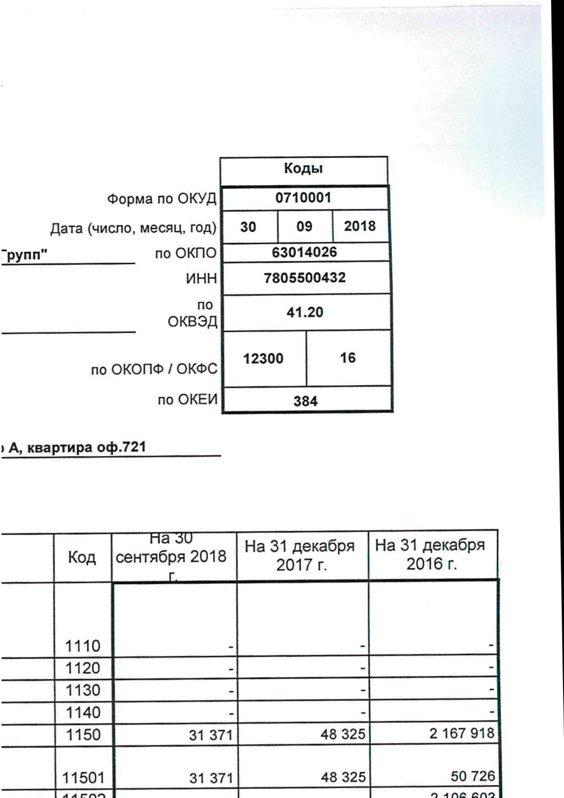 Коды
Форма по ОКУД 0710001
Дата (число, месяц, год) 30 09 2018
Групп" по ОКПО 63014026
ИНН 7805500432
по ОКВЭД 41.20
по ОКОПФ / ОКФС 12300 16
по ОКЕИ 384
А, квартира оф.721
Код На 30 сентября 2018 г. На 31 декабря 2017 г. На 31 декабря 2016 г.
1110 - - -
1120 - - -
1130 - - -
1140 - - -
1150 31 371 48 325 2 167 918
11501 31 371 48 325 50 726
11502 2 106 603